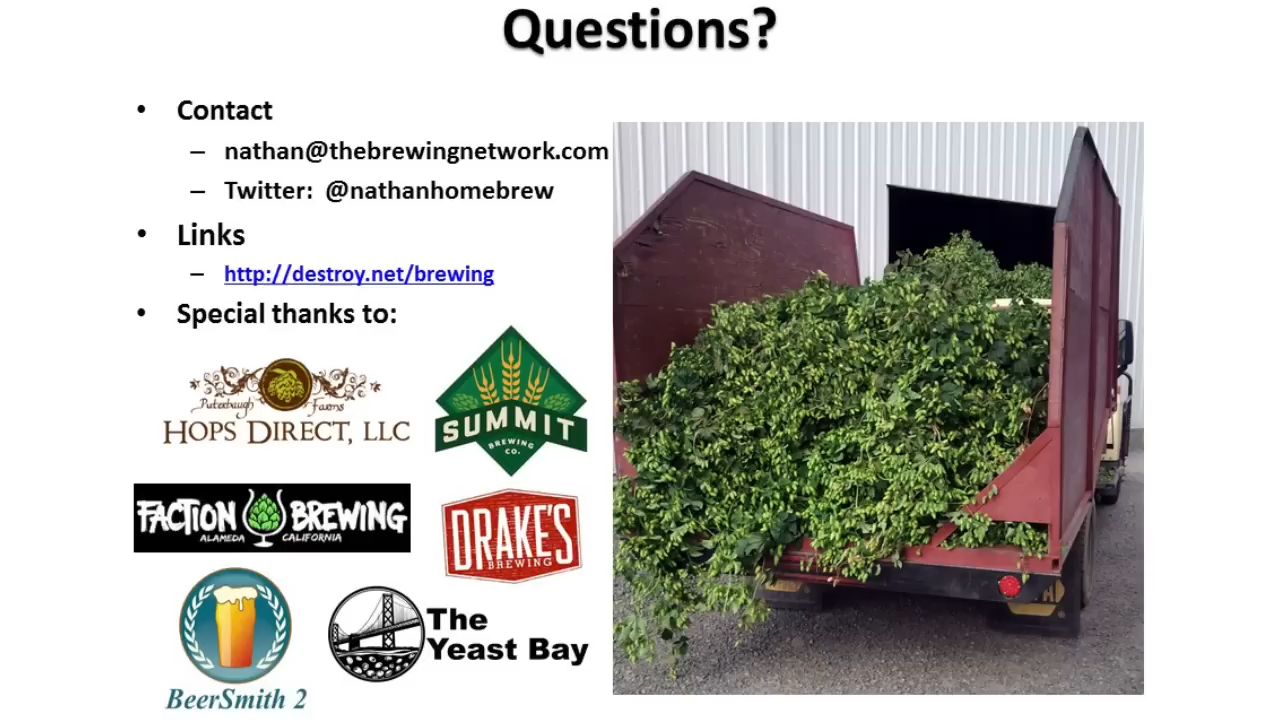 Questions?
• Contact
– nathan@thebrewingnetwork.com
– Twitter: @nathanhomebrew
• Links
– http://destroy.net/brewing
• Special thanks to:
Puterbaugh Farms
HOPS DIRECT, LLC
SUMMIT
BREWING
CO.
FACTION BREWING
ALAMEDA CALIFORNIA
DRAKE'S
BREWING
BeerSmith 2
The
Yeast Bay